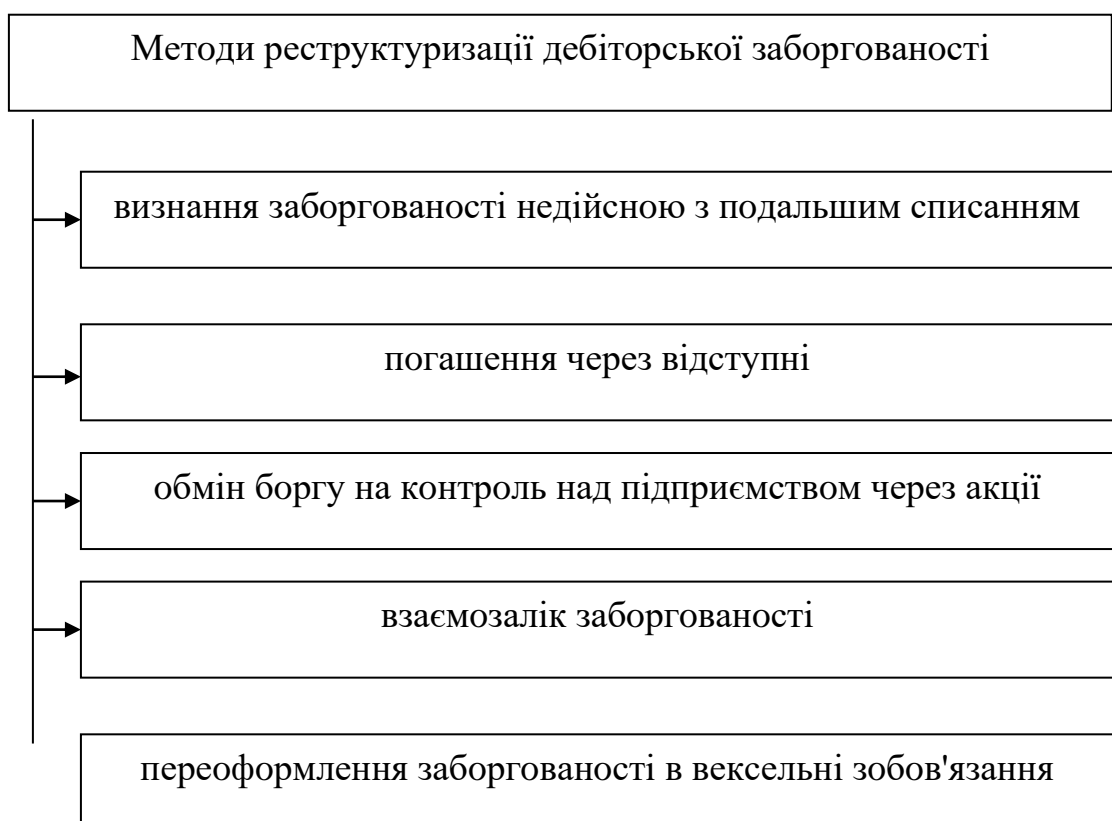 Методи реструктуризації дебіторської заборгованості
визнання заборгованості недійсною з подальшим списанням
погашення через відступні
обмін боргу на контроль над підприємством через акції
взаємозалік заборгованості
переоформлення заборгованості в вексельні зобов'язання